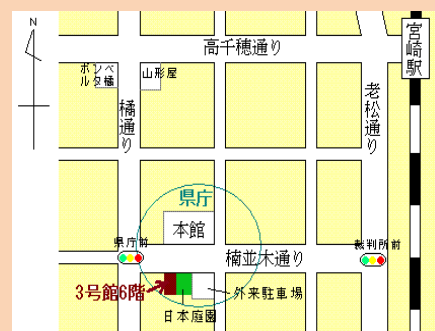 N
高千穂通り
宮崎駅
ボンベルタ橘
山形屋
橘通り
老松通り
県庁
本館
県庁前
楠並木通り
裁判所前
3号館6階
外来駐車場
日本庭園